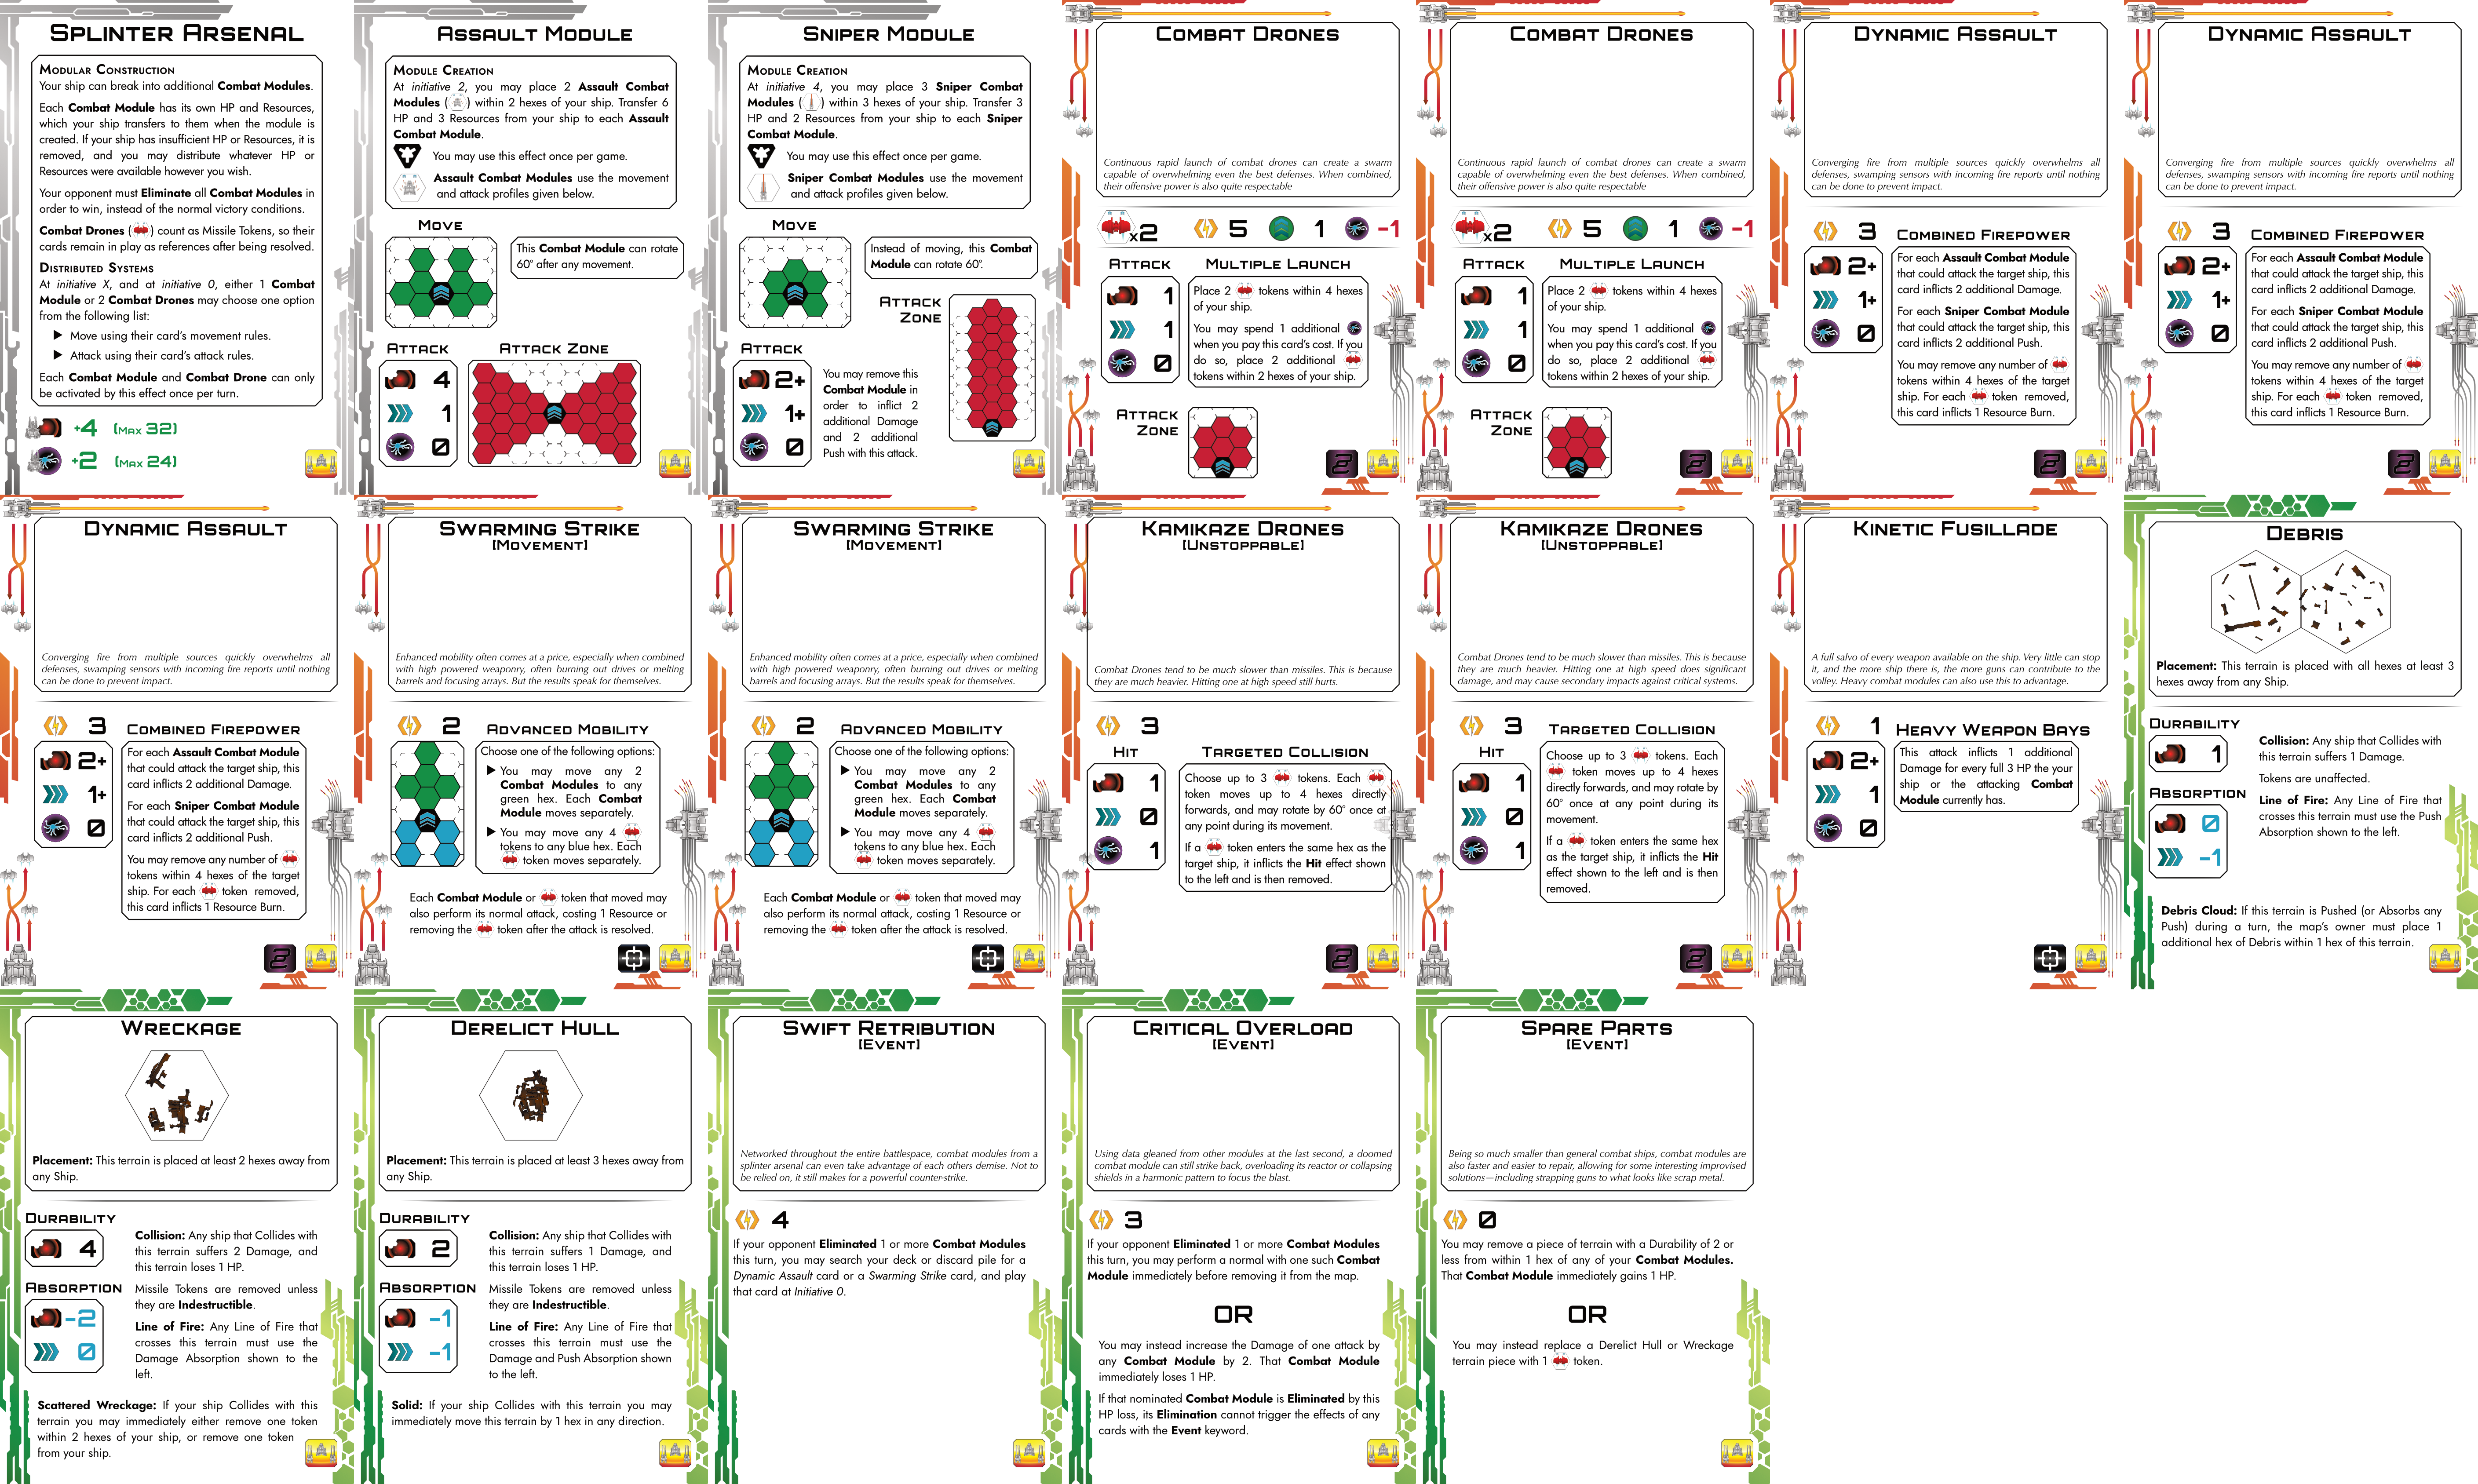 SPLINTER ARSENAL
MODULAR CONSTRUCTION
Your ship can break into additional Combat Modules.
Each Combat Module has its own HP and Resources,
which your ship transfers to them when the module is
created. If your ship has insufficient HP or Resources, it is
removed, and you may distribute whatever HP or
Resources were available however you wish.
Your opponent must Eliminate all Combat Modules in
order to win, instead of the normal victory conditions.
Combat Drones ( ) count as Missile Tokens, so their
cards remain in play as references after being resolved.
DISTRIBUTED SYSTEMS
At initiative X, and at initiative 0, either 1 Combat
Module or 2 Combat Drones may choose one option
from the following list:
▶ Move using their card's movement rules.
▶ Attack using their card's attack rules.
Each Combat Module and Combat Drone can only
be activated by this effect once per turn.
+4 (MAX 32)
+2 (MAX 24)
ASSAULT MODULE
MODULE CREATION
At initiative 2, you may place 2 Assault Combat
Modules ( ) within 2 hexes of your ship. Transfer 6
HP and 3 Resources from your ship to each Assault
Combat Module.
You may use this effect once per game.
Assault Combat Modules use the movement
and attack profiles given below.
MOVE
This Combat Module can rotate
60° after any movement.
ATTACK
4
1
0
ATTACK ZONE
SNIPER MODULE
MODULE CREATION
At initiative 4, you may place 3 Sniper Combat
Modules ( ) within 3 hexes of your ship. Transfer 3
HP and 2 Resources from your ship to each Sniper
Combat Module.
You may use this effect once per game.
Sniper Combat Modules use the movement
and attack profiles given below.
MOVE
Instead of moving, this Combat
Module can rotate 60°.
ATTACK
ZONE
ATTACK
2+
1+
0
You may remove this
Combat Module in
order to inflict 2
additional Damage
and 2 additional
Push with this attack.
COMBAT DRONES
Continuous rapid launch of combat drones can create a swarm
capable of overwhelming even the best defenses. When combined,
their offensive power is also quite respectable
x2 5 1 -1
ATTACK
1
1
0
MULTIPLE LAUNCH
Place 2 tokens within 4 hexes
of your ship.
You may spend 1 additional
when you pay this card's cost. If you
do so, place 2 additional
tokens within 2 hexes of your ship.
ATTACK
ZONE
2
COMBAT DRONES
Continuous rapid launch of combat drones can create a swarm
capable of overwhelming even the best defenses. When combined,
their offensive power is also quite respectable
x2 5 1 -1
ATTACK
1
1
0
MULTIPLE LAUNCH
Place 2 tokens within 4 hexes
of your ship.
You may spend 1 additional
when you pay this card's cost. If you
do so, place 2 additional
tokens within 2 hexes of your ship.
ATTACK
ZONE
2
DYNAMIC ASSAULT
Converging fire from multiple sources quickly overwhelms all
defenses, swamping sensors with incoming fire reports until nothing
can be done to prevent impact.
3
2+
1+
0
COMBINED FIREPOWER
For each Assault Combat Module
that could attack the target ship, this
card inflicts 2 additional Damage.
For each Sniper Combat Module
that could attack the target ship, this
card inflicts 2 additional Push.
You may remove any number of
tokens within 4 hexes of the target
ship. For each token removed,
this card inflicts 1 Resource Burn.
2
DYNAMIC ASSAULT
Converging fire from multiple sources quickly overwhelms all
defenses, swamping sensors with incoming fire reports until nothing
can be done to prevent impact.
3
2+
1+
0
COMBINED FIREPOWER
For each Assault Combat Module
that could attack the target ship, this
card inflicts 2 additional Damage.
For each Sniper Combat Module
that could attack the target ship, this
card inflicts 2 additional Push.
You may remove any number of
tokens within 4 hexes of the target
ship. For each token removed,
this card inflicts 1 Resource Burn.
2
DYNAMIC ASSAULT
Converging fire from multiple sources quickly overwhelms all
defenses, swamping sensors with incoming fire reports until nothing
can be done to prevent impact.
3
2+
1+
0
COMBINED FIREPOWER
For each Assault Combat Module
that could attack the target ship, this
card inflicts 2 additional Damage.
For each Sniper Combat Module
that could attack the target ship, this
card inflicts 2 additional Push.
You may remove any number of
tokens within 4 hexes of the target
ship. For each token removed,
this card inflicts 1 Resource Burn.
2
SWARMING STRIKE
[MOVEMENT]
Enhanced mobility often comes at a price, especially when combined
with high powered weaponry, often burning out drives or melting
barrels and focusing arrays. But the results speak for themselves.
2
ADVANCED MOBILITY
Choose one of the following options:
▶ You may move any 2
Combat Modules to any
green hex. Each Combat
Module moves separately.
▶ You may move any 4
tokens to any blue hex. Each
token moves separately.
Each Combat Module or token that moved may
also perform its normal attack, costing 1 Resource or
removing the token after the attack is resolved.
SWARMING STRIKE
[MOVEMENT]
Enhanced mobility often comes at a price, especially when combined
with high powered weaponry, often burning out drives or melting
barrels and focusing arrays. But the results speak for themselves.
2
ADVANCED MOBILITY
Choose one of the following options:
▶ You may move any 2
Combat Modules to any
green hex. Each Combat
Module moves separately.
▶ You may move any 4
tokens to any blue hex. Each
token moves separately.
Each Combat Module or token that moved may
also perform its normal attack, costing 1 Resource or
removing the token after the attack is resolved.
KAMIKAZE DRONES
[UNSTOPPABLE]
Combat Drones tend to be much slower than missiles. This is because
they are much heavier. Hitting one at high speed still hurts.
3
HIT
1
0
1
TARGETED COLLISION
Choose up to 3 tokens. Each
token moves up to 4 hexes directly
forwards, and may rotate by 60° once at
any point during its movement.
If a token enters the same hex as the
target ship, it inflicts the Hit effect shown
to the left and is then removed.
2
KAMIKAZE DRONES
[UNSTOPPABLE]
Combat Drones tend to be much slower than missiles. This is because
they are much heavier. Hitting one at high speed does significant
damage, and may cause secondary impacts against critical systems.
3
HIT
1
0
1
TARGETED COLLISION
Choose up to 3 tokens. Each
token moves up to 4 hexes
directly forwards, and may rotate by
60° once at any point during its
movement.
If a token enters the same hex
as the target ship, it inflicts the Hit
effect shown to the left and is then
removed.
2
KINETIC FUSILLADE
A full salvo of every weapon available on the ship. Very little can stop
it, and the more ship there is, the more guns can contribute to the
volley. Heavy combat modules can also use this to advantage.
1
2+
1
0
HEAVY WEAPON BAYS
This attack inflicts 1 additional
Damage for every full 3 HP the your
ship or the attacking Combat
Module currently has.
DEBRIS
Placement: This terrain is placed with all hexes at least 3
hexes away from any Ship.
DURABILITY
1
ABSORPTION
0
-1
Collision: Any ship that Collides with
this terrain suffers 1 Damage.
Tokens are unaffected.
Line of Fire: Any Line of Fire that
crosses this terrain must use the Push
Absorption shown to the left.
Debris Cloud: If this terrain is Pushed (or Absorbs any
Push) during a turn, the map's owner must place 1
additional hex of Debris within 1 hex of this terrain.
WRECKAGE
Placement: This terrain is placed at least 2 hexes away from
any Ship.
DURABILITY
4
ABSORPTION
-2
0
Collision: Any ship that Collides with
this terrain suffers 2 Damage, and
this terrain loses 1 HP.
Missile Tokens are removed unless
they are Indestructible.
Line of Fire: Any Line of Fire that
crosses this terrain must use the
Damage Absorption shown to the
left.
Scattered Wreckage: If your ship Collides with this
terrain you may immediately either remove one token
within 2 hexes of your ship, or remove one token
from your ship.
DERELICT HULL
Placement: This terrain is placed at least 3 hexes away from
any Ship.
DURABILITY
2
ABSORPTION
-1
-1
Collision: Any ship that Collides with
this terrain suffers 1 Damage, and
this terrain loses 1 HP.
Missile Tokens are removed unless
they are Indestructible.
Line of Fire: Any Line of Fire that
crosses this terrain must use the
Damage and Push Absorption shown
to the left.
Solid: If your ship Collides with this terrain you may
immediately move this terrain by 1 hex in any direction.
SWIFT RETRIBUTION
[EVENT]
Networked throughout the entire battlespace, combat modules from a
splinter arsenal can even take advantage of each others demise. Not to
be relied on, it still makes for a powerful counter-strike.
4
If your opponent Eliminated 1 or more Combat Modules
this turn, you may search your deck or discard pile for a
Dynamic Assault card or a Swarming Strike card, and play
that card at Initiative 0.
CRITICAL OVERLOAD
[EVENT]
Using data gleaned from other modules at the last second, a doomed
combat module can still strike back, overloading its reactor or collapsing
shields in a harmonic pattern to focus the blast.
3
If your opponent Eliminated 1 or more Combat Modules
this turn, you may perform a normal with one such Combat
Module immediately before removing it from the map.
OR
You may instead increase the Damage of one attack by
any Combat Module by 2. That Combat Module
immediately loses 1 HP.
If that nominated Combat Module is Eliminated by this
HP loss, its Elimination cannot trigger the effects of any
cards with the Event keyword.
SPARE PARTS
[EVENT]
Being so much smaller than general combat ships, combat modules are
also faster and easier to repair, allowing for some interesting improvised
solutions—including strapping guns to what looks like scrap metal.
0
You may remove a piece of terrain with a Durability of 2 or
less from within 1 hex of any of your Combat Modules.
That Combat Module immediately gains 1 HP.
OR
You may instead replace a Derelict Hull or Wreckage
terrain piece with 1 token.